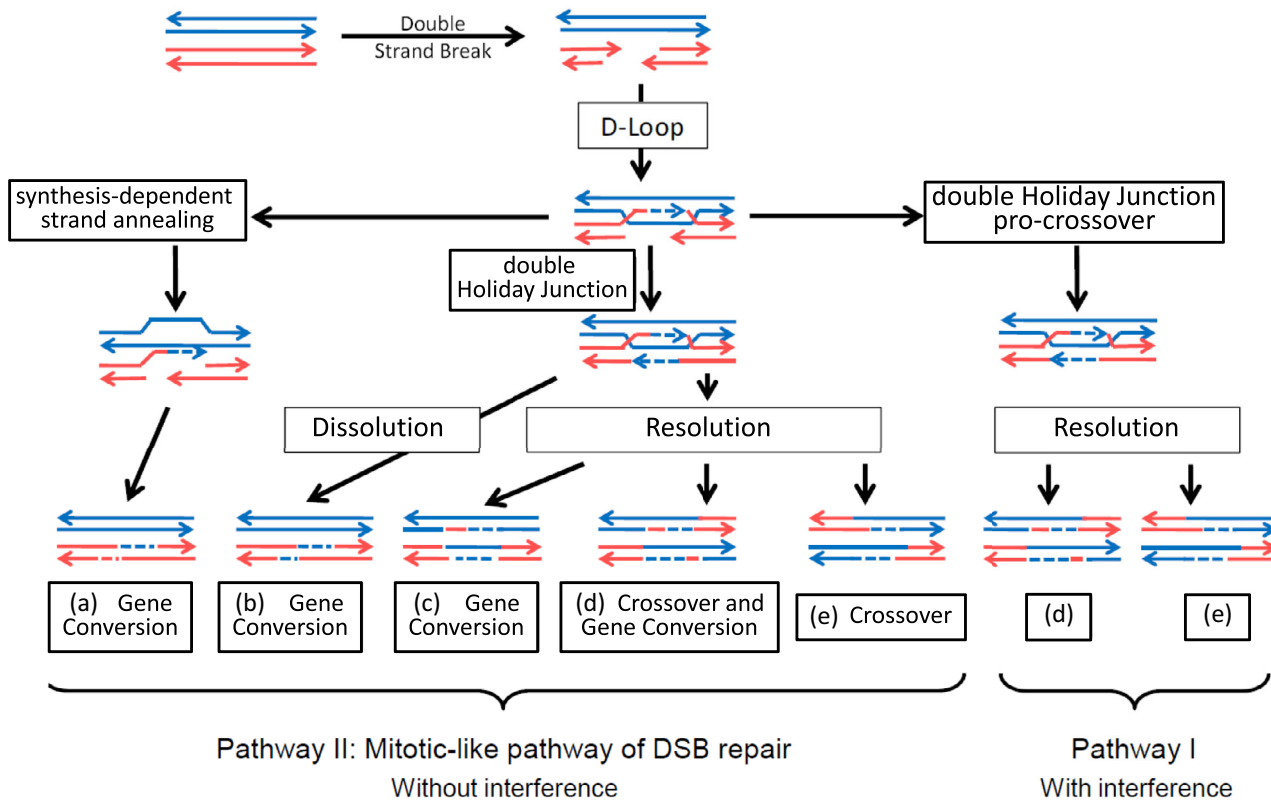 Double
Strand Break
D-Loop
synthesis-dependent
strand annealing
double Holiday Junction
pro-crossover
double
Holiday Junction
Dissolution
Resolution
Resolution
(a) Gene
Conversion
(b) Gene
Conversion
(c) Gene
Conversion
(d) Crossover and
Gene Conversion
(e) Crossover
(d)
(e)
Pathway II: Mitotic-like pathway of DSB repair
Without interference
Pathway I
With interference